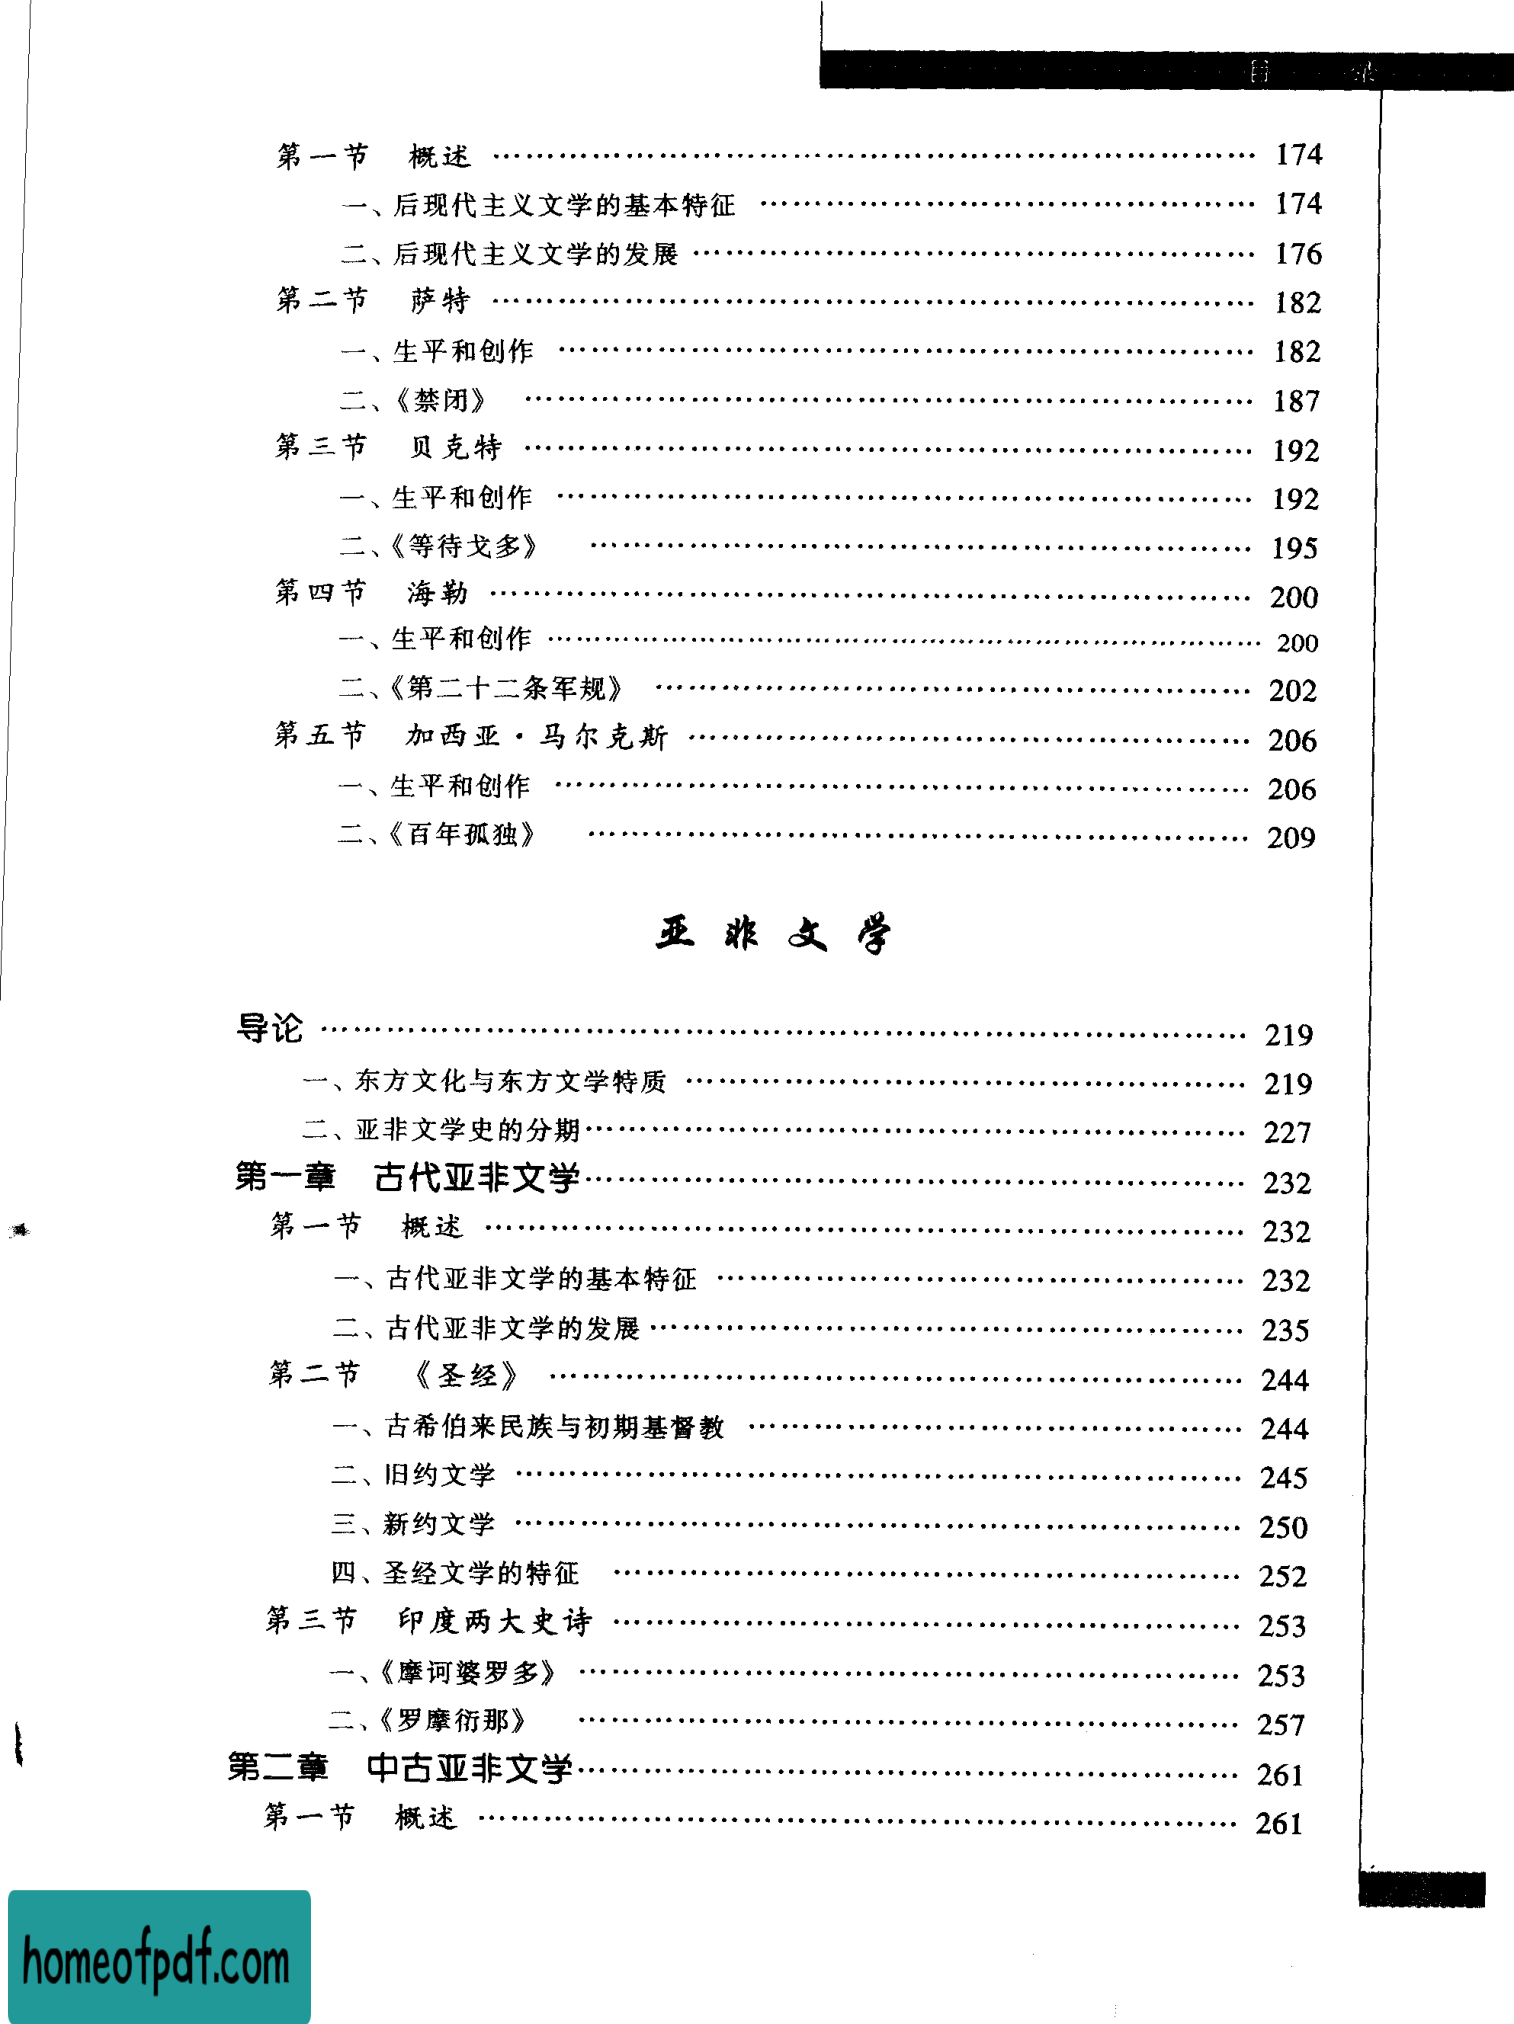 目 录
第一节 概述 …… 174
一、后现代主义文学的基本特征 …… 174
二、后现代主义文学的发展 …… 176
第二节 萨特 …… 182
一、生平和创作 …… 182
二、《禁闭》 …… 187
第三节 贝克特 …… 192
一、生平和创作 …… 192
二、《等待戈多》 …… 195
第四节 海勒 …… 200
一、生平和创作 …… 200
二、《第二十二条军规》 …… 202
第五节 加西亚·马尔克斯 …… 206
一、生平和创作 …… 206
二、《百年孤独》 …… 209
亚非文学
导论 …… 219
一、东方文化与东方文学特质 …… 219
二、亚非文学史的分期 …… 227
第一章 古代亚非文学 …… 232
第一节 概述 …… 232
一、古代亚非文学的基本特征 …… 232
二、古代亚非文学的发展 …… 235
第二节 《圣经》 …… 244
一、古希伯来民族与初期基督教 …… 244
二、旧约文学 …… 245
三、新约文学 …… 250
四、圣经文学的特征 …… 252
第三节 印度两大史诗 …… 253
一、《摩诃婆罗多》 …… 253
二、《罗摩衍那》 …… 257
第二章 中古亚非文学 …… 261
第一节 概述 …… 261
homeofpdf.com